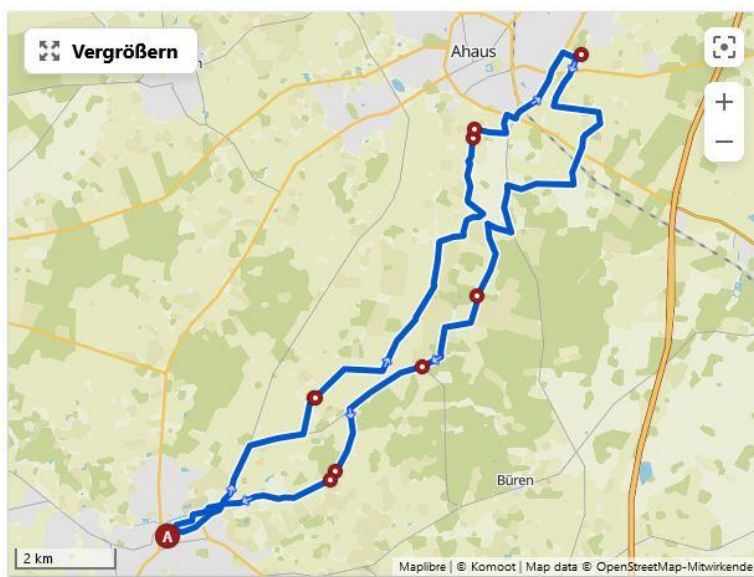 Vergrößern
Ahaus
n
+
−
Büren
A
2 km
Maplibre | © Komoot | Map data © OpenStreetMap-Mitwirkende